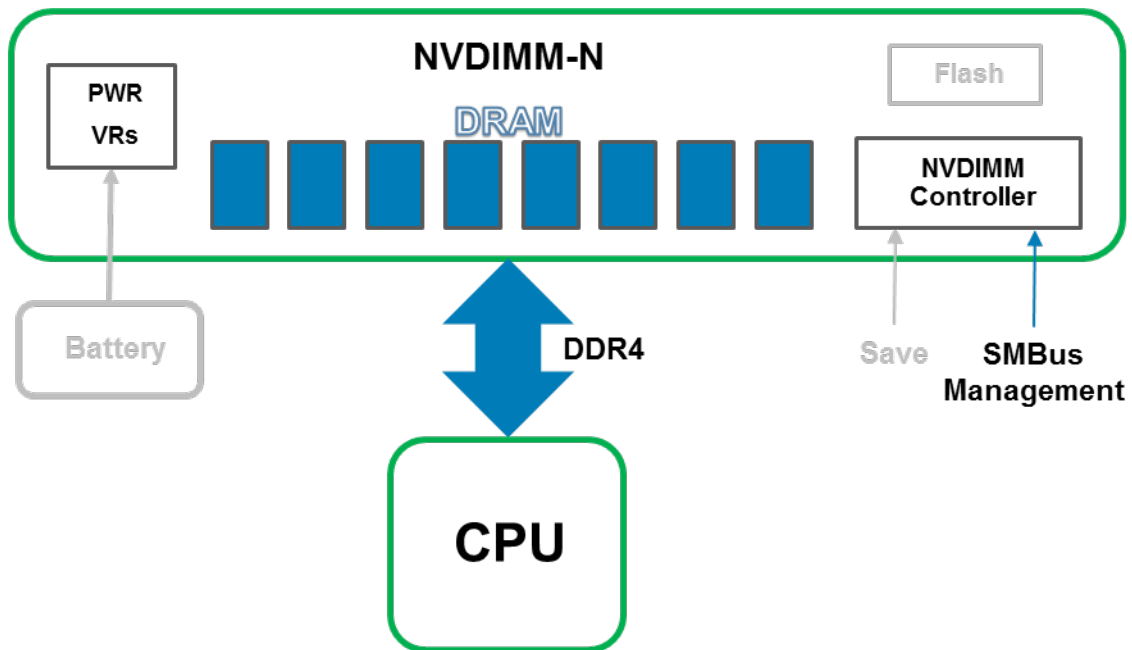 NVDIMM-N
Flash
PWR
VRs
DRAM
NVDIMM
Controller
Battery
DDR4
Save
SMBus
Management
CPU